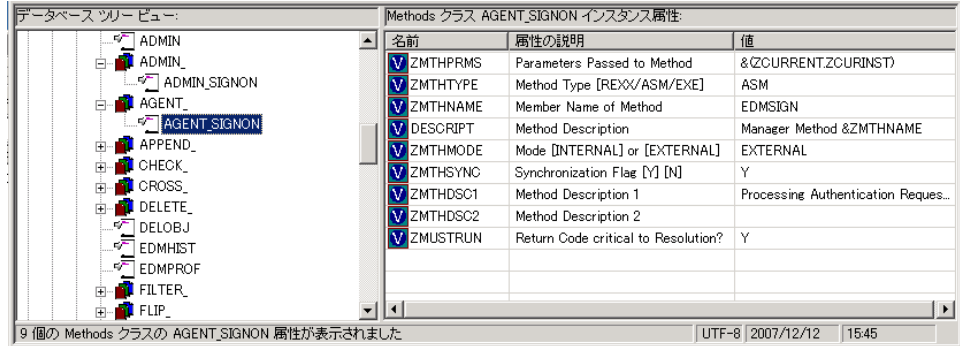 データベース ツリー ビュー:
ADMIN
ADMIN_
ADMIN_SIGNON
AGENT_
AGENT_SIGNON
APPEND_
CHECK_
CROSS_
DELETE_
DELOBJ
EDMHIST
EDMPROF
FILTER_
FLIP_
Methods クラス AGENT_SIGNON インスタンス属性:
名前 属性の説明 値
V ZMTHPRMS Parameters Passed to Method &(ZCURRENT.ZCURINST)
V ZMTHTYPE Method Type [REXX/ASM/EXE] ASM
V ZMTHNAME Member Name of Method EDMSIGN
V DESCRIPT Method Description Manager Method &ZMTHNAME
V ZMTHMODE Mode [INTERNAL] or [EXTERNAL] EXTERNAL
V ZMTHSYNC Synchronization Flag [Y] [N] Y
V ZMTHDSC1 Method Description 1 Processing Authentication Reques...
V ZMTHDSC2 Method Description 2
V ZMUSTRUN Return Code critical to Resolution? Y
9 個の Methods クラスの AGENT_SIGNON 属性が表示されました UTF-8 2007/12/12 15:45